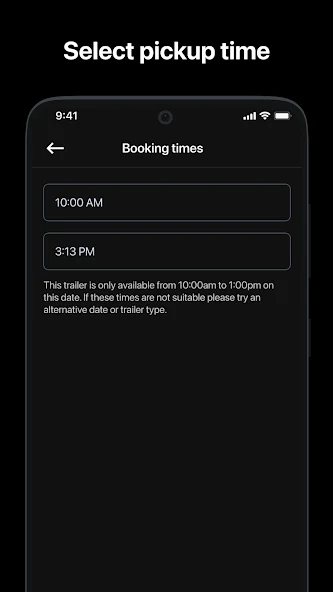 Select pickup time
9:41
Booking times
10:00 AM
3:13 PM
This trailer is only available from 10:00am to 1:00pm on
this date. If these times are not suitable please try an
alternative date or trailer type.